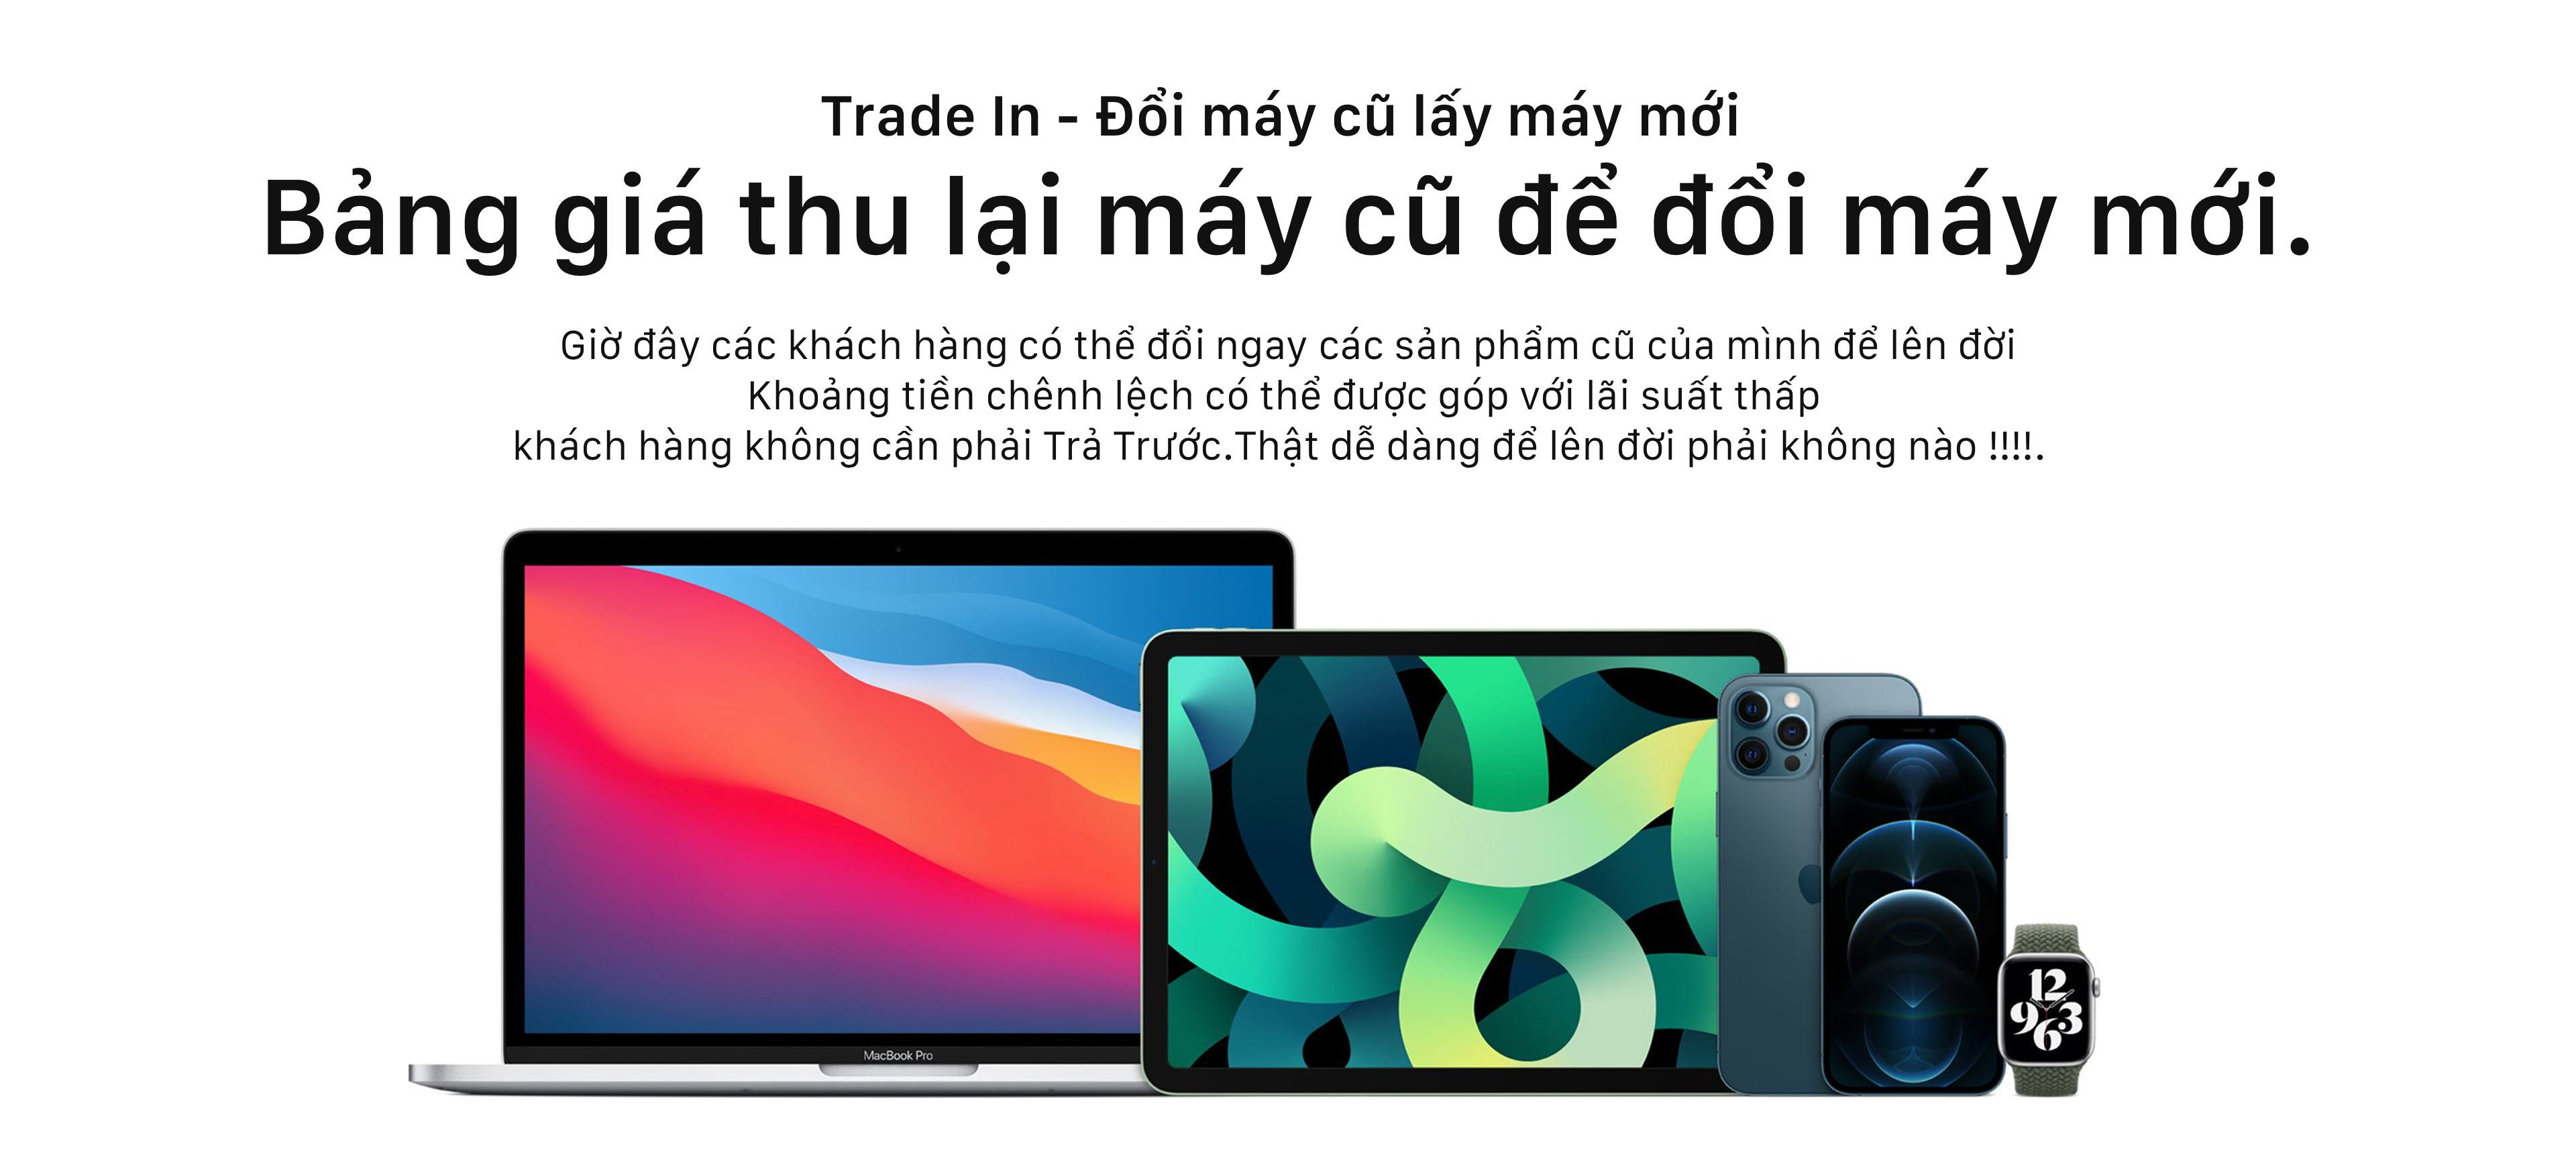 Trade In - Đổi máy cũ lấy máy mới
Bảng giá thu lại máy cũ để đổi máy mới.
Giờ đây các khách hàng có thể đổi ngay các sản phẩm cũ của mình để lên đời
Khoảng tiền chênh lệch có thể được góp với lãi suất thấp
khách hàng không cần phải Trả Trước.Thật dễ dàng để lên đời phải không nào !!!!.
MacBook Pro
12
9 3
6